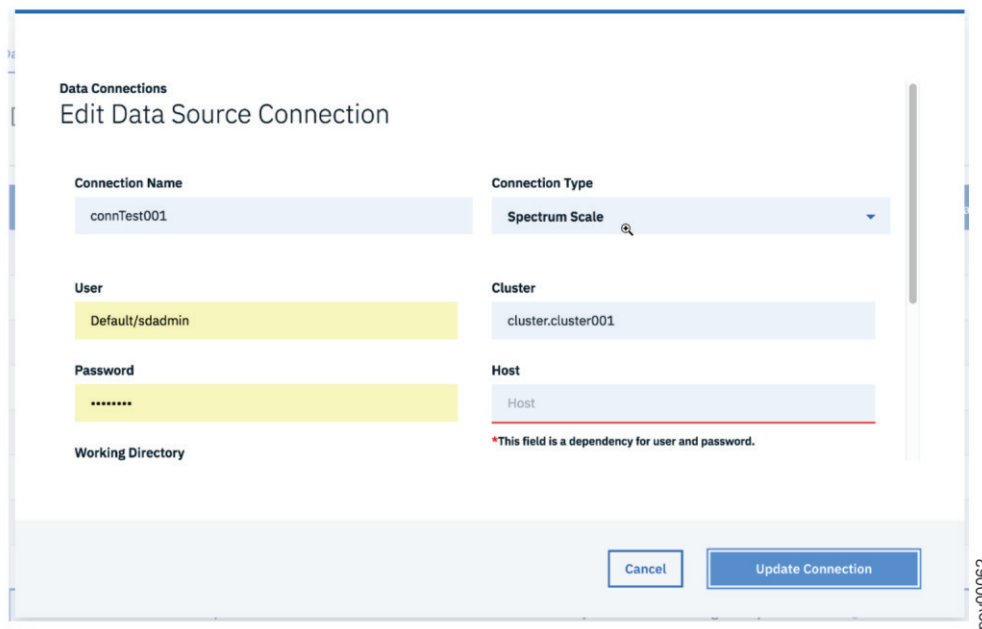 Data Connections
Edit Data Source Connection
Connection Name
Connection Type
connTest001
Spectrum Scale
User
Cluster
Default/sdadmin
cluster.cluster001
Password
Host
••••••••
Host
*This field is a dependency for user and password.
Working Directory
Cancel
Update Connection